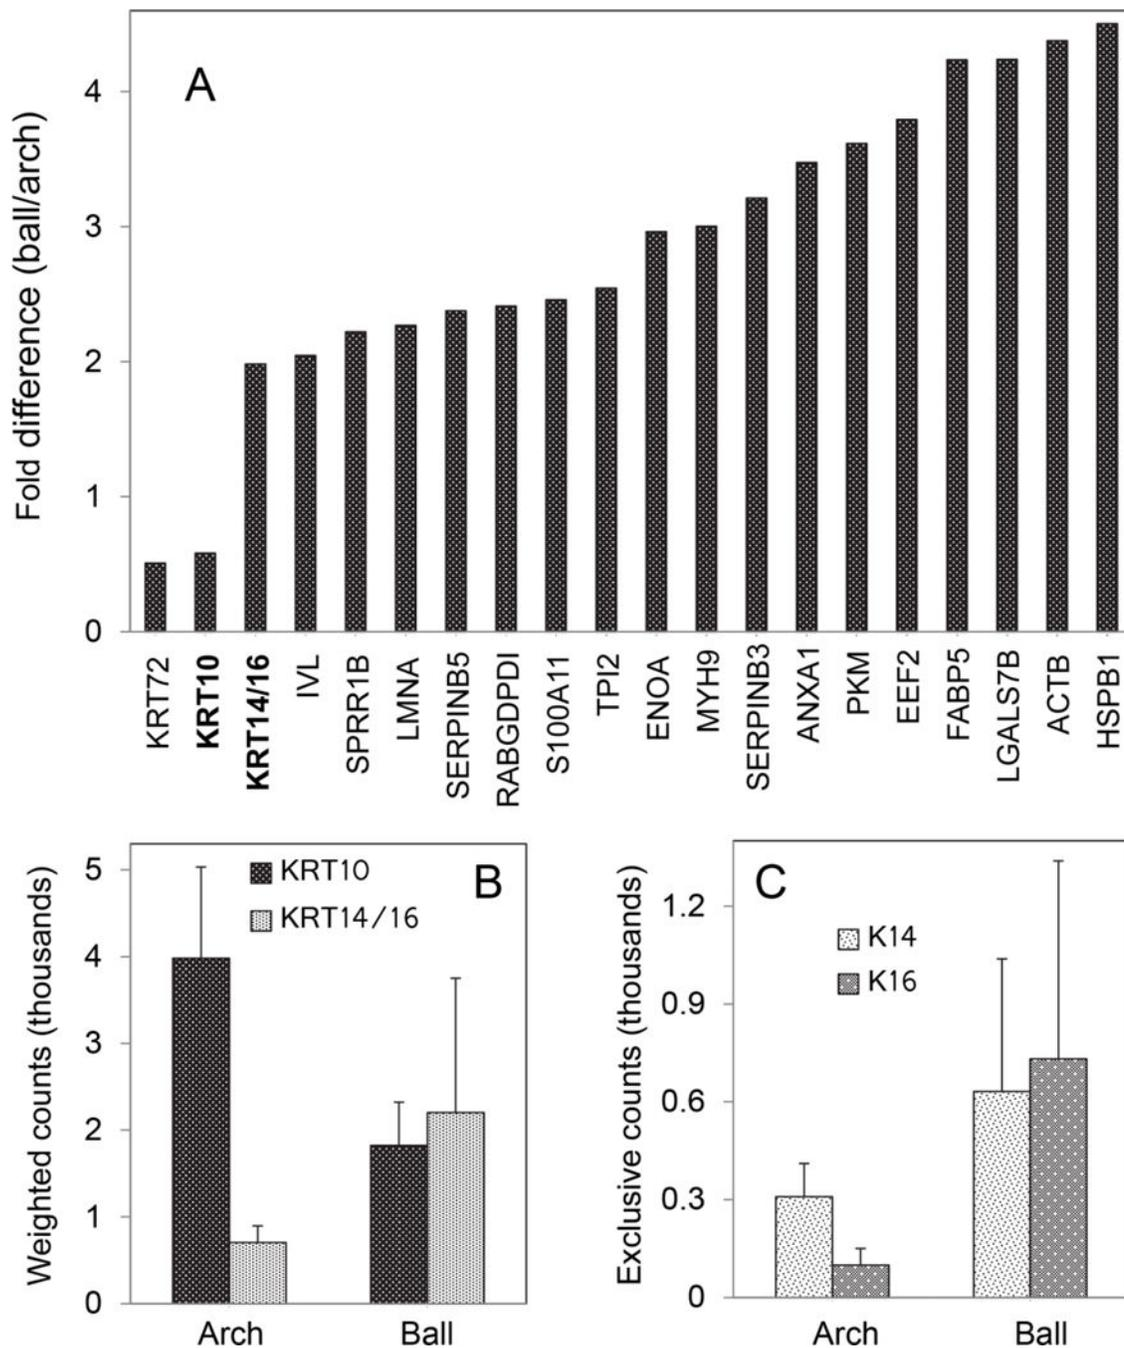 A
Fold difference (ball/arch)
4
3
2
1
0
KRT72
KRT10
KRT14/16
IVL
SPRR1B
LMNA
SERPINB5
RABGDPDI
S100A11
TPI2
ENOA
MYH9
SERPINB3
ANXA1
PKM
EEF2
FABP5
LGALS7B
ACTB
HSPB1
B
Weighted counts (thousands)
5
4
3
2
1
0
KRT10
KRT14/16
Arch
Ball
C
Exclusive counts (thousands)
1.2
0.9
0.6
0.3
0
K14
K16
Arch
Ball